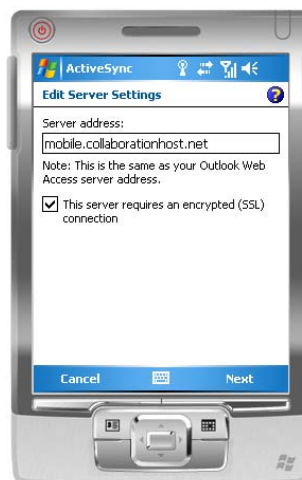 ActiveSync
Edit Server Settings
Server address:
mobile.collaborationhost.net
Note: This is the same as your Outlook Web
Access server address.
This server requires an encrypted (SSL)
connection
Cancel
Next